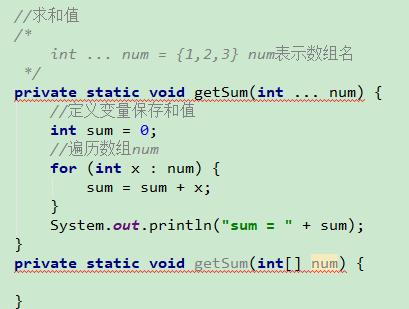 //求和值
/*
int ... num = {1,2,3} num表示数组名
*/
private static void getSum(int ... num) {
//定义变量保存和值
int sum = 0;
//遍历数组num
for (int x : num) {
sum = sum + x;
}
System.out.println("sum = " + sum);
}
private static void getSum(int[] num) {
}